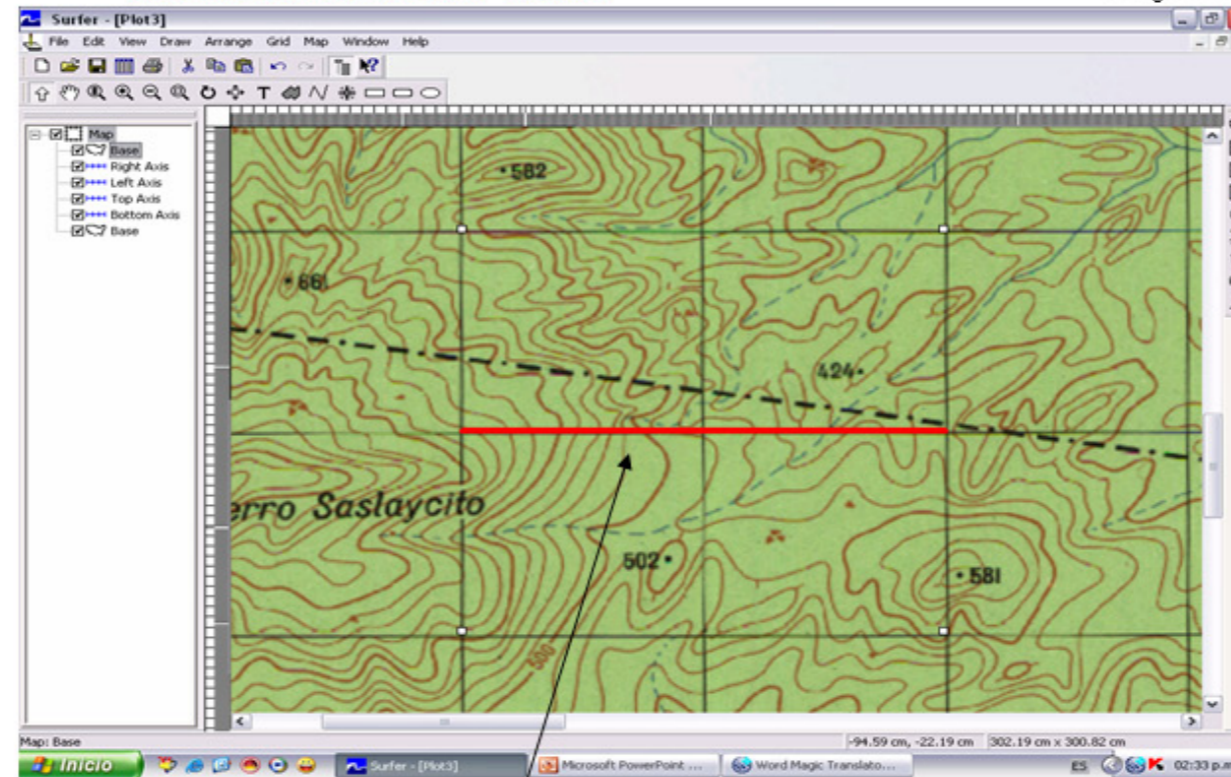 Surfer - [Plot3]
File Edit View Draw Arrange Grid Map Window Help
Map
Base
Right Axis
Left Axis
Top Axis
Bottom Axis
Base
582
661
424
erro Saslaycito
502
581
500
Map: Base
-94.59 cm, -22.19 cm
302.19 cm x 300.82 cm
Inicio
Surfer - [Plot3]
Microsoft PowerPoint ...
Word Magic Translato...
ES
02:33 p.m